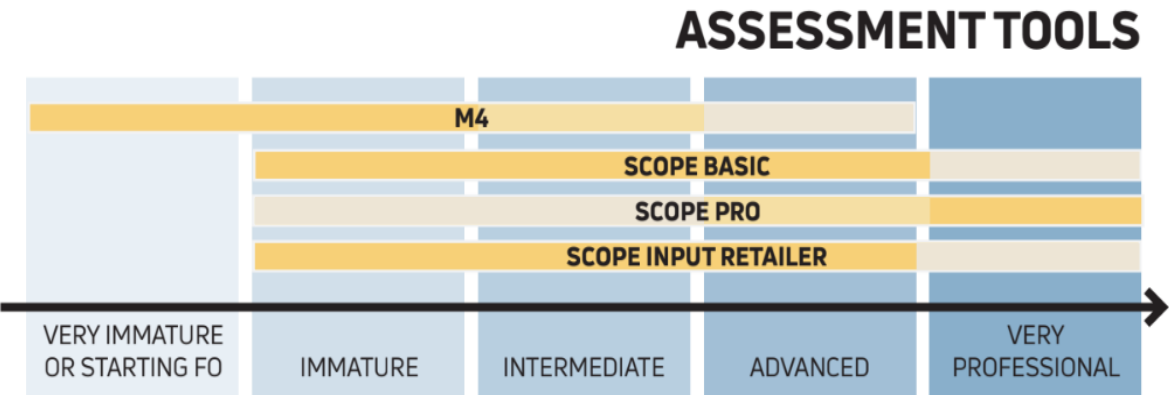 ASSESSMENT TOOLS
M4
SCOPE BASIC
SCOPE PRO
SCOPE INPUT RETAILER
VERY IMMATURE
OR STARTING FO
IMMATURE
INTERMEDIATE
ADVANCED
VERY
PROFESSIONAL